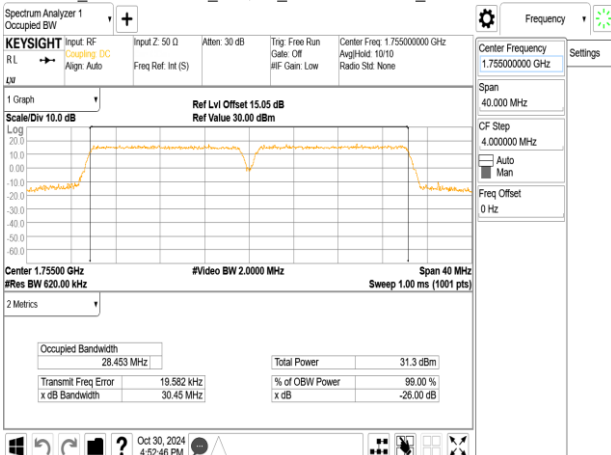 Spectrum Analyzer 1
Occupied BW
+
Frequency
KEYSIGHT
RL
LXI
Input: RF
Coupling: DC
Align: Auto
Input Z: 50 Ω
Freq Ref: Int (S)
Atten: 30 dB
Trig: Free Run
Gate: Off
#IF Gain: Low
Center Freq: 1.755000000 GHz
Avg|Hold: 10/10
Radio Std: None
Center Frequency
1.755000000 GHz
Settings
Span
40.000 MHz
CF Step
4.000000 MHz
Auto
Man
Freq Offset
0 Hz
1 Graph
Ref Lvl Offset 15.05 dB
Scale/Div 10.0 dB
Ref Value 30.00 dBm
Log
20.0
10.0
0.00
-10.0
-20.0
-30.0
-40.0
-50.0
-60.0
Center 1.75500 GHz
#Video BW 2.0000 MHz
Span 40 MHz
#Res BW 620.00 kHz
Sweep 1.00 ms (1001 pts)
2 Metrics
Occupied Bandwidth
28.453 MHz
Total Power 31.3 dBm
Transmit Freq Error 19.582 kHz
% of OBW Power 99.00 %
x dB Bandwidth 30.45 MHz
x dB -26.00 dB
?
Oct 30, 2024
4:52:46 PM